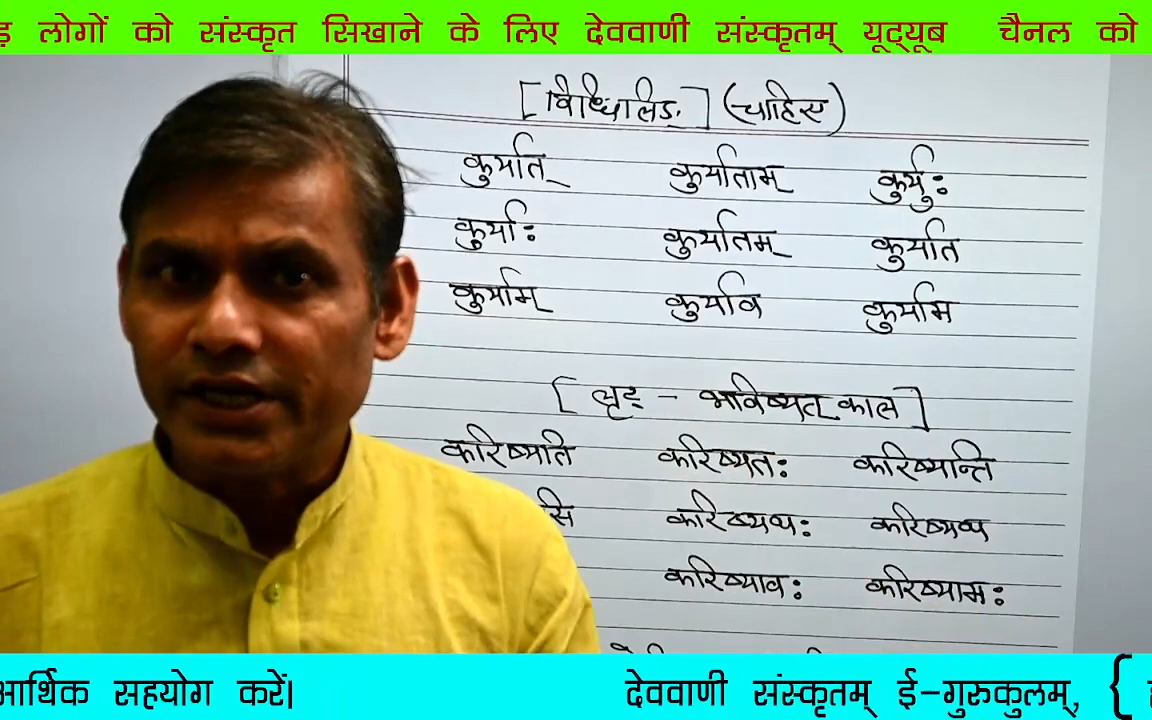 लोगों को संस्कृत सिखाने के लिए देववाणी संस्कृतम् यूट्यूब चैनल को
[विधिलिङ्] (चाहिए)
कुर्यात् कुर्याताम् कुर्युः
कुर्याः कुर्यातम् कुर्यात
कुर्याम् कुर्याव कुर्याम
[लृट् - भविष्यत् काल]
करिष्यति करिष्यतः करिष्यन्ति
सि करिष्यथः करिष्यथ
करिष्यावः करिष्यामः
आर्थिक सहयोग करें। देववाणी संस्कृतम् ई-गुरुकुलम्, {